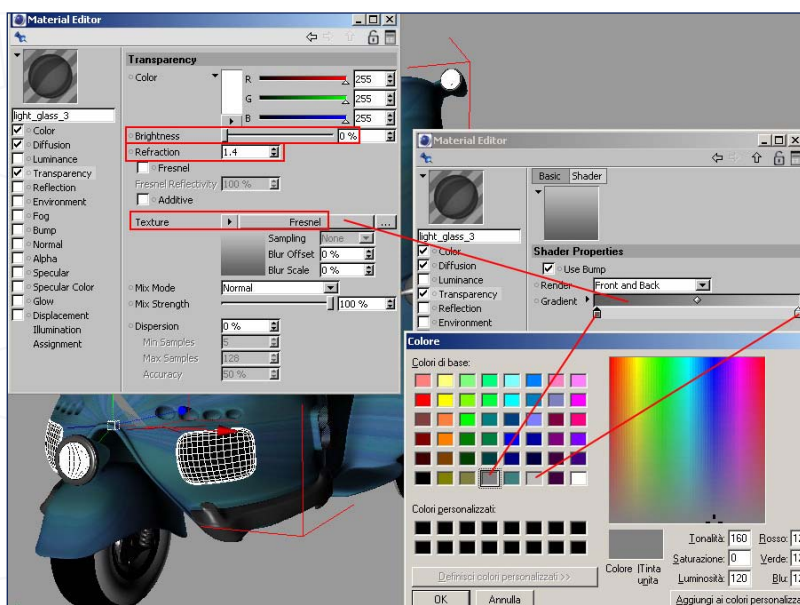 Material Editor
Transparency
Color
R 255
G 255
B 255
light_glass_3
Color
Diffusion
Luminance
Transparency
Reflection
Environment
Fog
Bump
Normal
Alpha
Specular
Specular Color
Glow
Displacement
Illumination
Assignment
Brightness 0 %
Refraction 1.4
Fresnel
Fresnel Reflectivity 100 %
Additive
Texture Fresnel ...
Sampling None
Blur Offset 0 %
Blur Scale 0 %
Mix Mode Normal
Mix Strength 100 %
Dispersion 0 %
Min Samples 5
Max Samples 128
Accuracy 50 %
Material Editor
Basic Shader
light_glass_3
Color
Diffusion
Luminance
Transparency
Reflection
Environment
Shader Properties
Use Bump
Render Front and Back
Gradient
Colore
Colori di base:
Colori personalizzati:
Definisci colori personalizzati >>
OK Annulla
Colore |Tinta unita
Tonalità: 160 Rosso:
Saturazione: 0 Verde:
Luminosità: 120 Blu:
Aggiungi ai colori